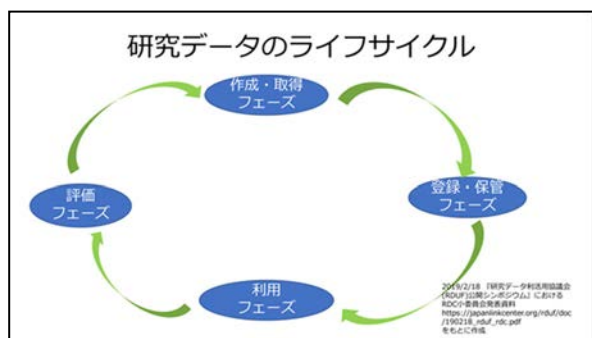 研究データのライフサイクル
作成・取得
フェーズ
評価
フェーズ
登録・保管
フェーズ
利用
フェーズ
2019/2/18 『研究データ利活用協議会
(RDUF)公開シンポジウム』における
RDC小委員会発表資料
https://japanlinkcenter.org/rduf/doc
/190218_rduf_rdc.pdf
をもとに作成